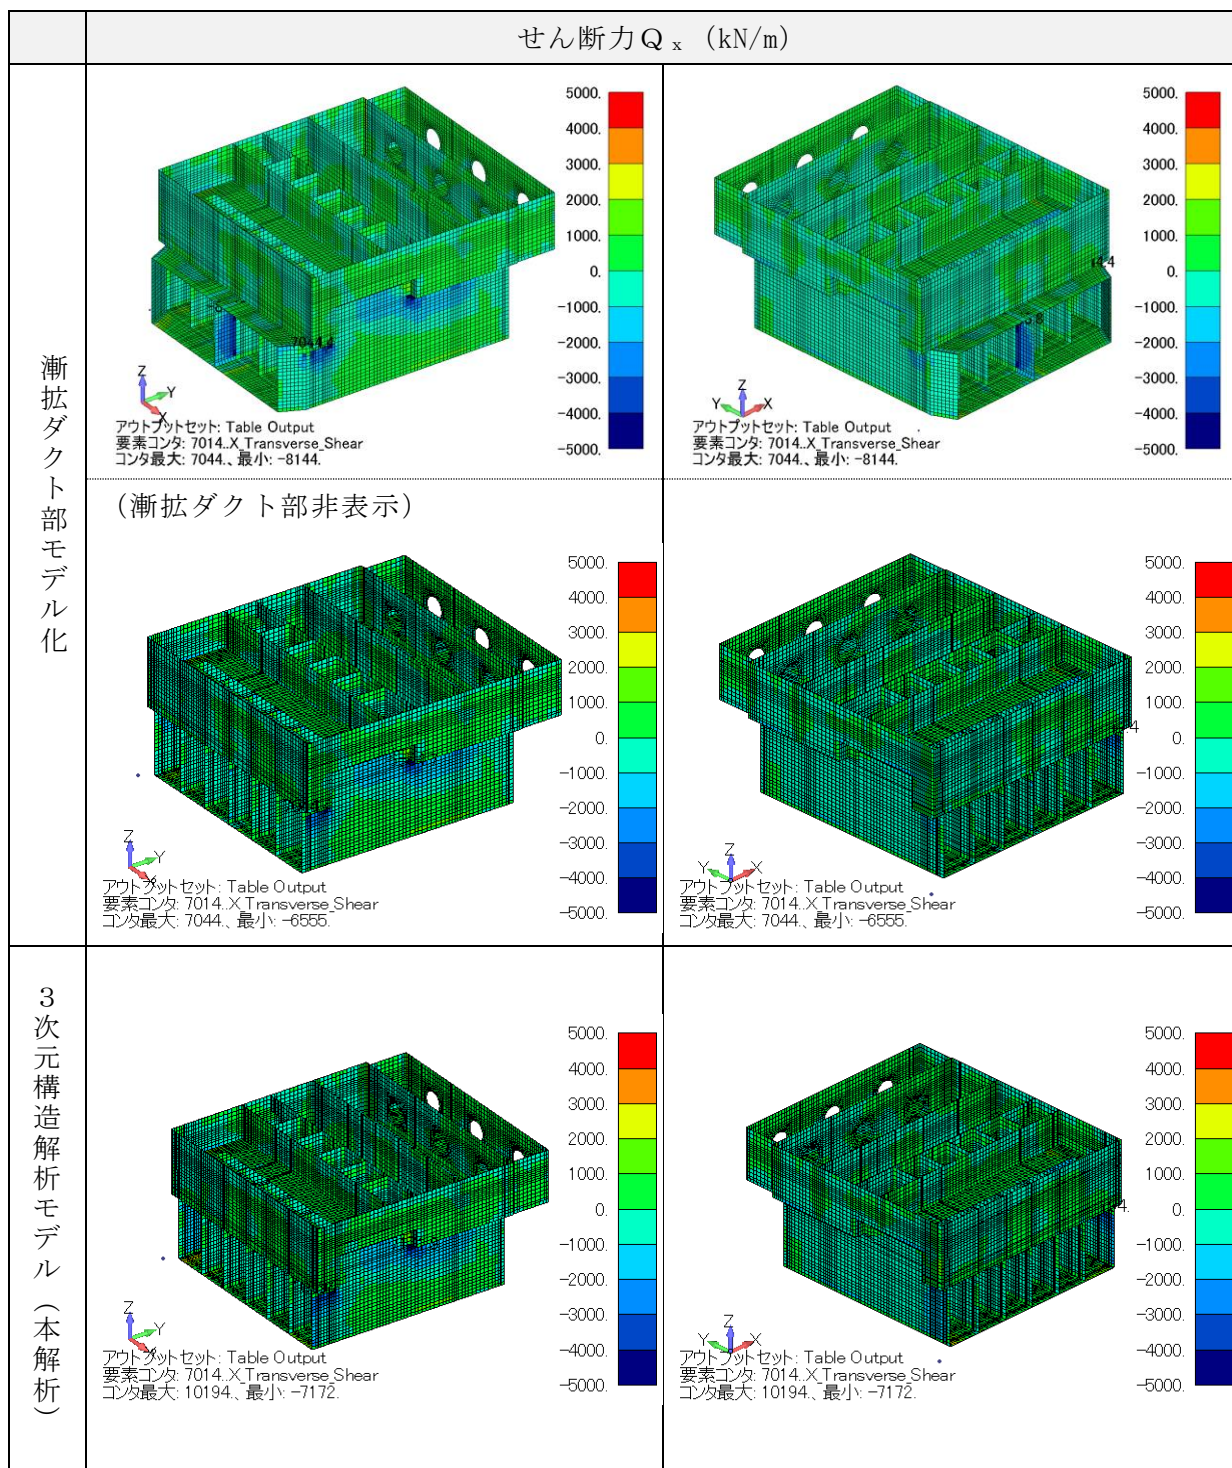 せん断力Ｑｘ (kN/m)
漸拡ダクト部モデル化
5000.
4000.
3000.
2000.
1000.
0.
-1000.
-2000.
-3000.
-4000.
-5000.
7044.4
Z
Y
X
アウトプットセット: Table Output
要素コンタ: 7014..X_Transverse_Shear
コンタ最大: 7044.、最小: -8144.
5000.
4000.
3000.
2000.
1000.
0.
-1000.
-2000.
-3000.
-4000.
-5000.
Z
Y
X
アウトプットセット: Table Output
要素コンタ: 7014..X_Transverse_Shear
コンタ最大: 7044.、最小: -8144.
(漸拡ダクト部非表示)
5000.
4000.
3000.
2000.
1000.
0.
-1000.
-2000.
-3000.
-4000.
-5000.
Z
Y
X
アウトプットセット: Table Output
要素コンタ: 7014..X_Transverse_Shear
コンタ最大: 7044.、最小: -6555.
5000.
4000.
3000.
2000.
1000.
0.
-1000.
-2000.
-3000.
-4000.
-5000.
Z
Y
X
アウトプットセット: Table Output
要素コンタ: 7014..X_Transverse_Shear
コンタ最大: 7044.、最小: -6555.
３次元構造解析モデル（本解析）
5000.
4000.
3000.
2000.
1000.
0.
-1000.
-2000.
-3000.
-4000.
-5000.
Z
Y
X
アウトプットセット: Table Output
要素コンタ: 7014..X_Transverse_Shear
コンタ最大: 10194.、最小: -7172.
5000.
4000.
3000.
2000.
1000.
0.
-1000.
-2000.
-3000.
-4000.
-5000.
Z
Y
X
アウトプットセット: Table Output
要素コンタ: 7014..X_Transverse_Shear
コンタ最大: 10194.、最小: -7172.